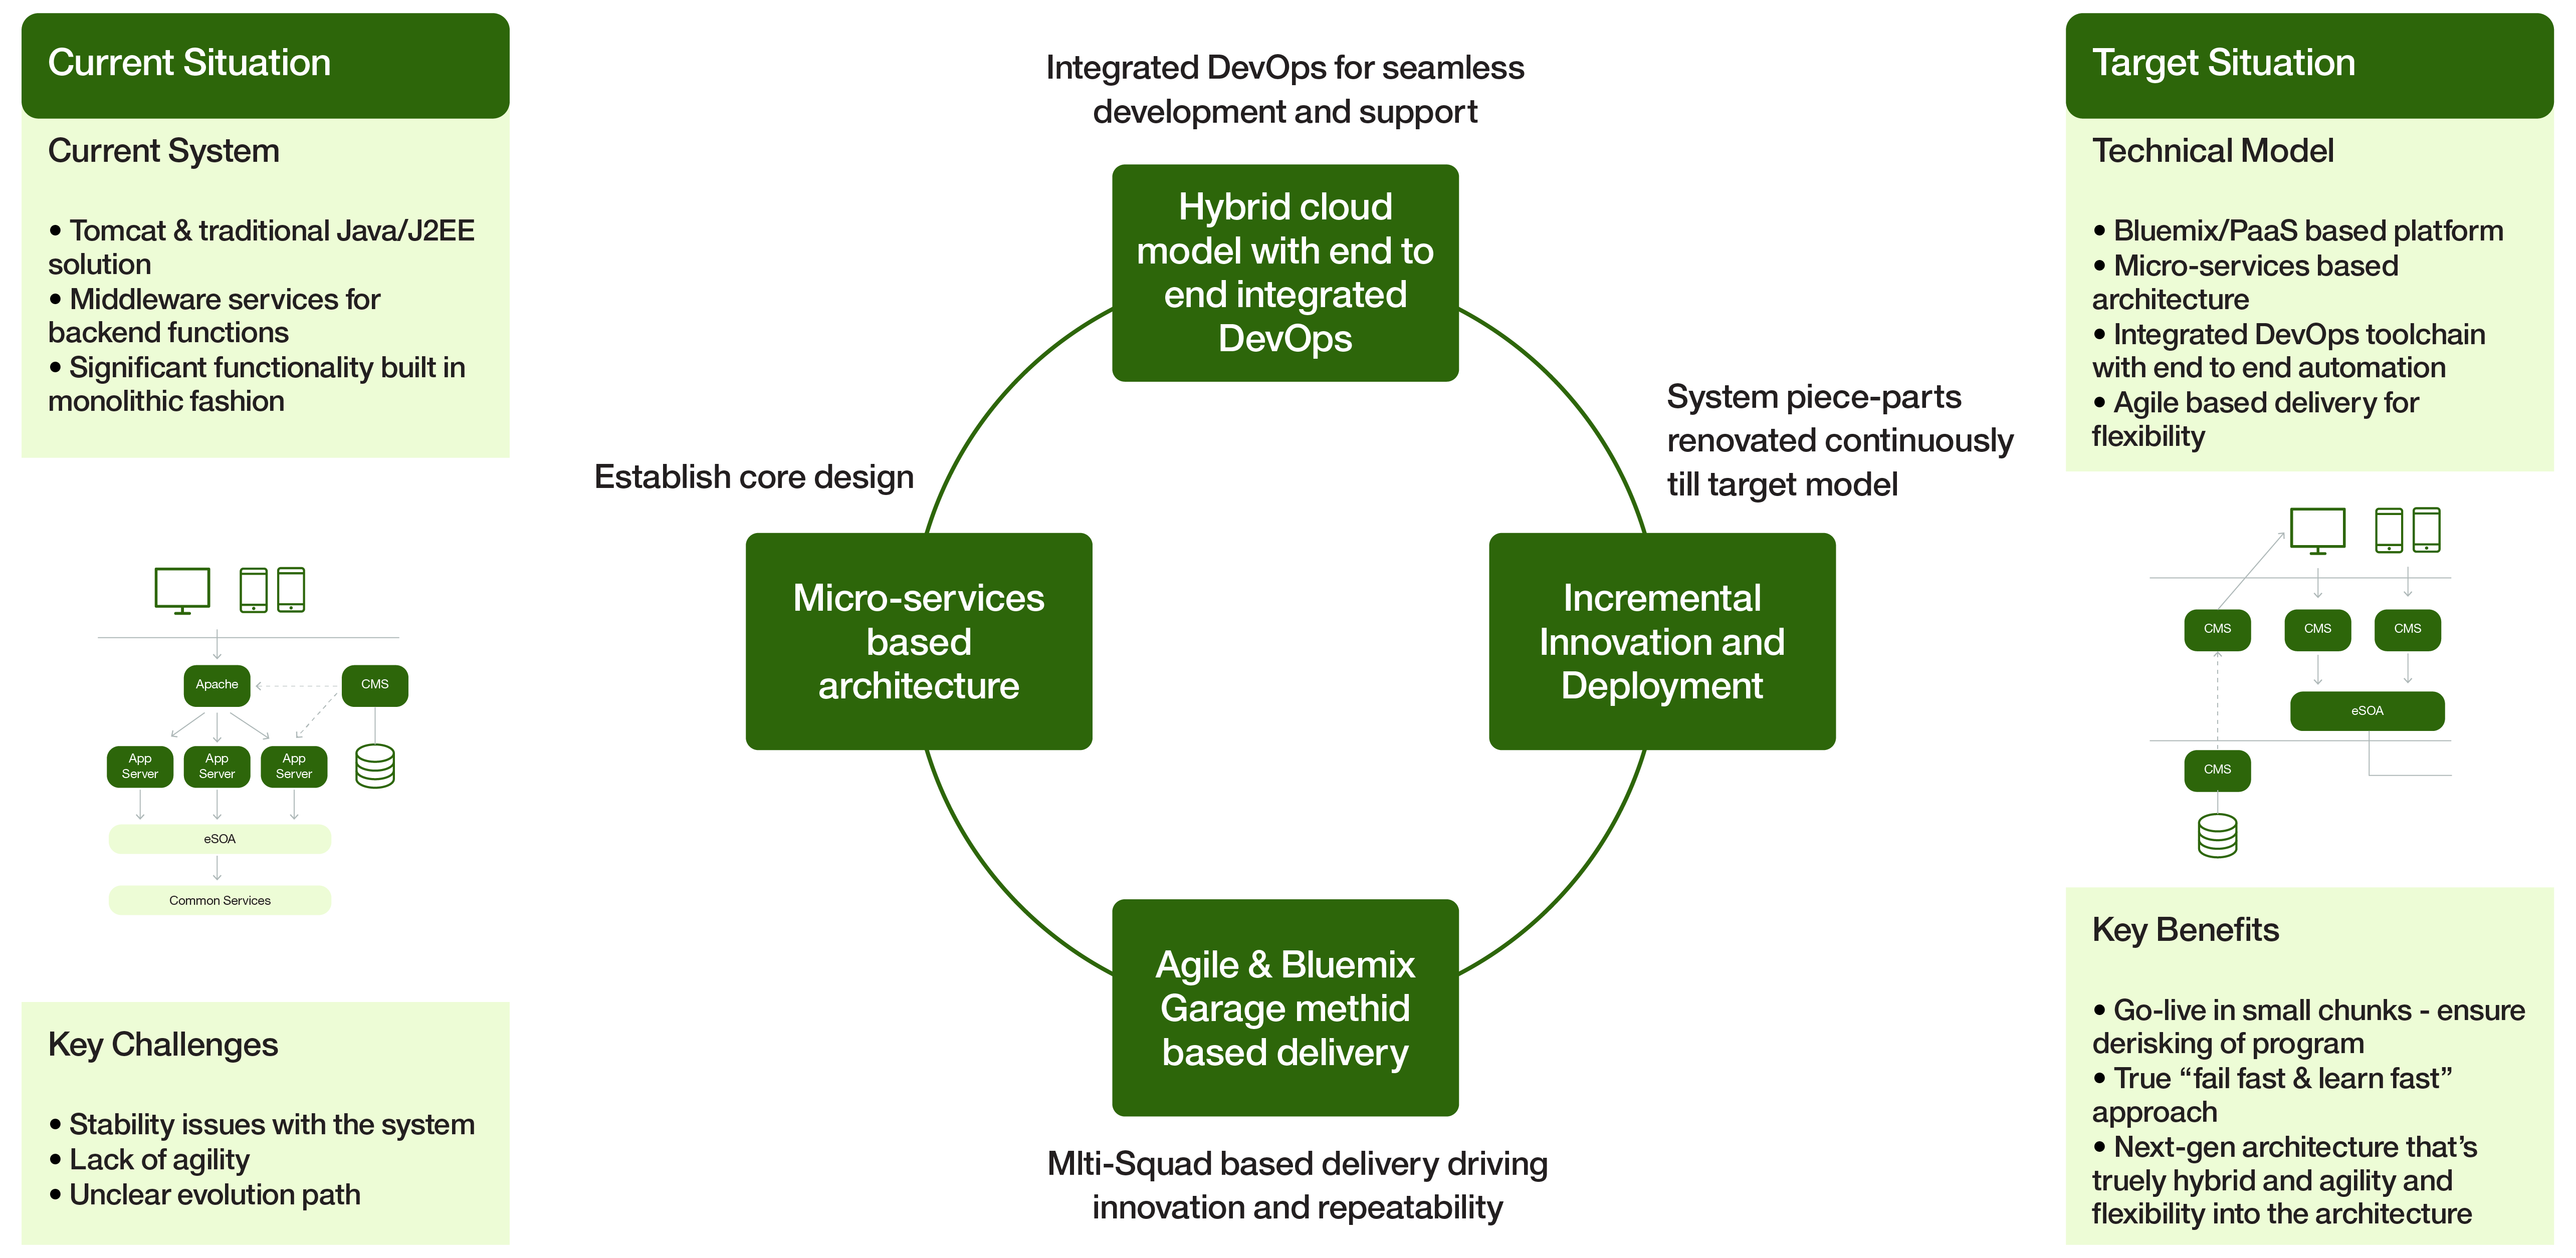 Current Situation
Current System
• Tomcat & traditional Java/J2EE
solution
• Middleware services for
backend functions
• Significant functionality built in
monolithic fashion
Apache
CMS
App
Server
App
Server
App
Server
eSOA
Common Services
Key Challenges
• Stability issues with the system
• Lack of agility
• Unclear evolution path
Integrated DevOps for seamless
development and support
Hybrid cloud
model with end to
end integrated
DevOps
Establish core design
Micro-services
based
architecture
System piece-parts
renovated continuously
till target model
Incremental
Innovation and
Deployment
Agile & Bluemix
Garage methid
based delivery
Mlti-Squad based delivery driving
innovation and repeatability
Target Situation
Technical Model
• Bluemix/PaaS based platform
• Micro-services based
architecture
• Integrated DevOps toolchain
with end to end automation
• Agile based delivery for
flexibility
CMS
CMS
CMS
eSOA
CMS
Key Benefits
• Go-live in small chunks - ensure
derisking of program
• True “fail fast & learn fast”
approach
• Next-gen architecture that’s
truely hybrid and agility and
flexibility into the architecture